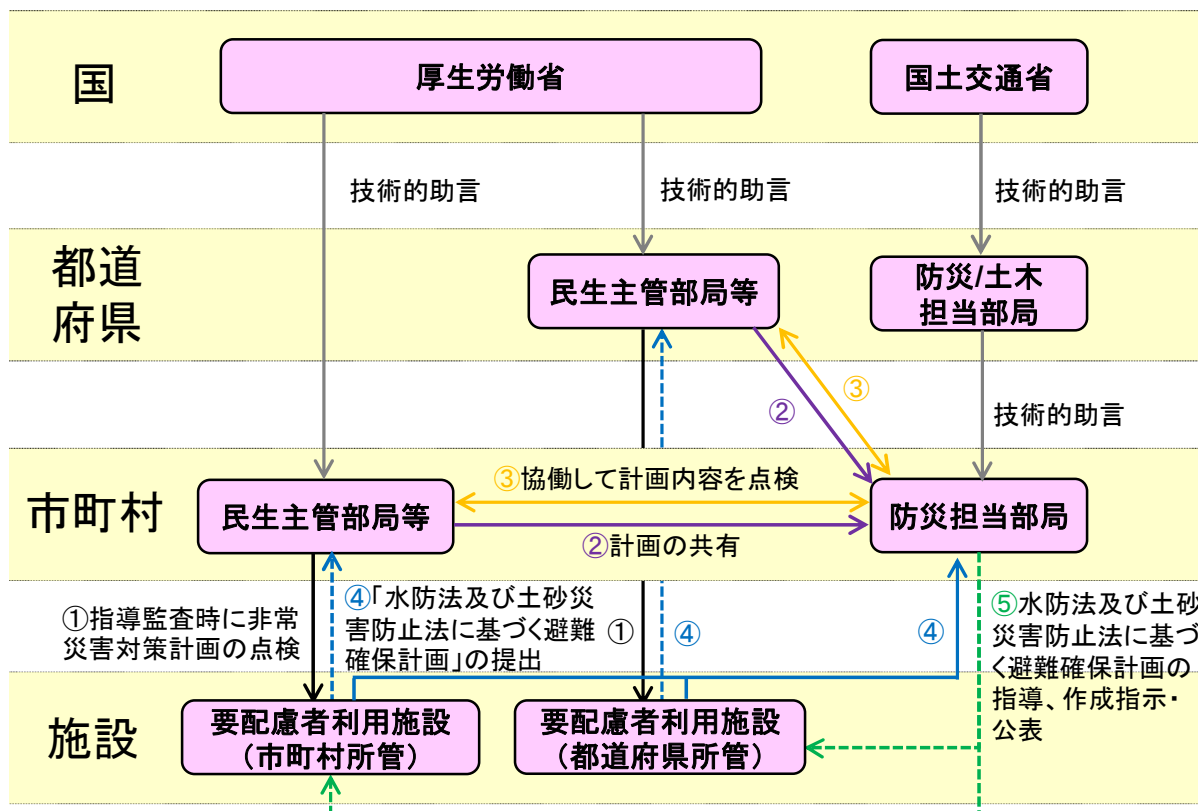 国
厚生労働省
国土交通省
技術的助言
技術的助言
技術的助言
都道
府県
民生主管部局等
防災/土木
担当部局
③
②
技術的助言
市町村
民生主管部局等
③協働して計画内容を点検
②計画の共有
防災担当部局
①指導監査時に非常
災害対策計画の点検
④「水防法及び土砂災
害防止法に基づく避難
確保計画」の提出
①
④
④
⑤水防法及び土砂
災害防止法に基づ
く避難確保計画の
指導、作成指示・
公表
施設
要配慮者利用施設
（市町村所管）
要配慮者利用施設
（都道府県所管）